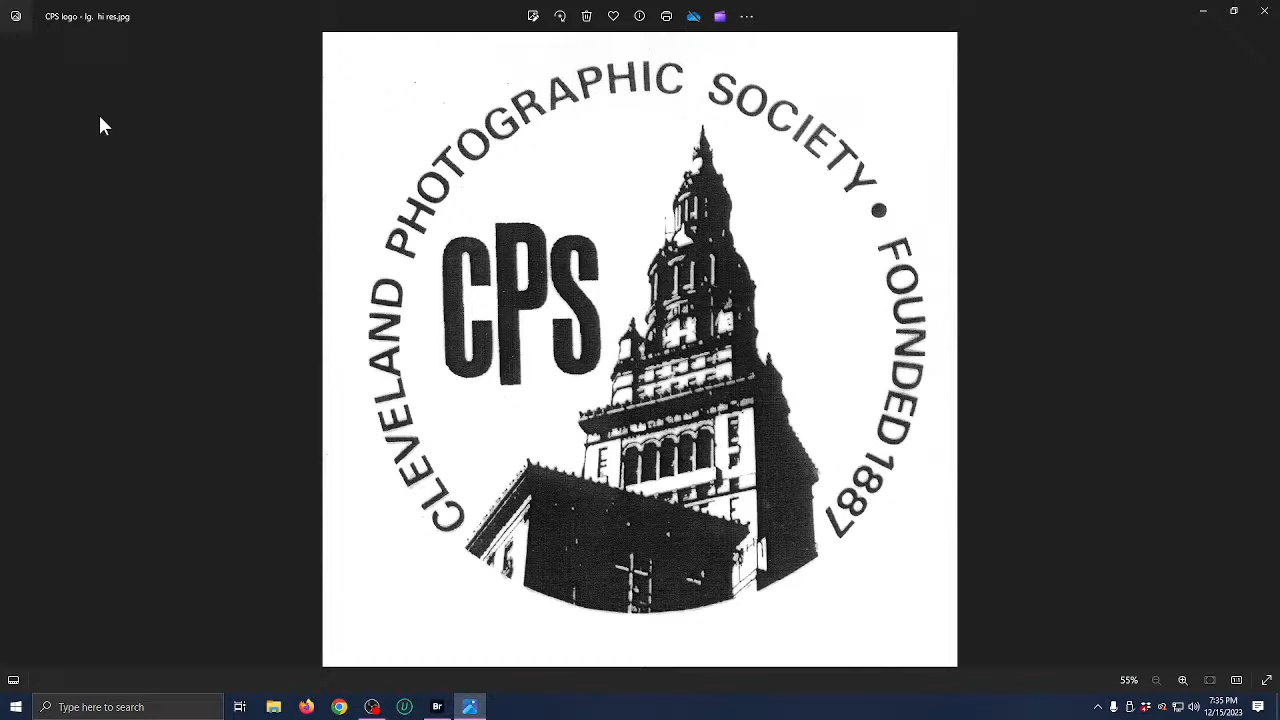 CPS logo - lg, hi res.jpg
CLEVELAND PHOTOGRAPHIC SOCIETY • FOUNDED 1887
CPS
55%
Type here to search
Br
7:35 PM
12/15/2023